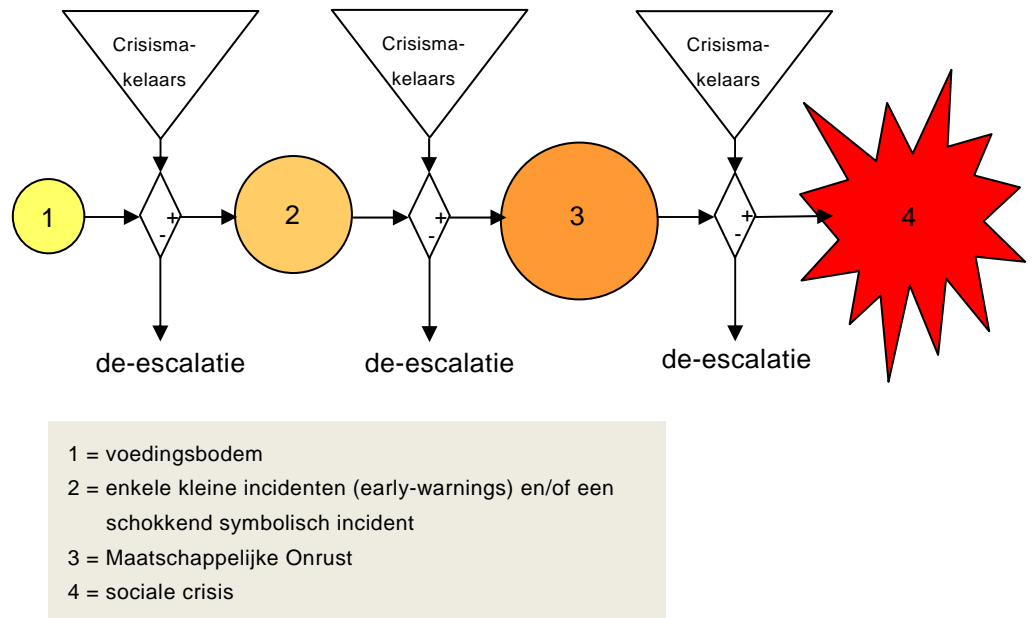 Crisisma-
kelaars
Crisisma-
kelaars
Crisisma-
kelaars
1
+
-
2
+
-
3
+
-
4
de-escalatie
de-escalatie
de-escalatie
1 = voedingsbodem
2 = enkele kleine incidenten (early-warnings) en/of een
schokkend symbolisch incident
3 = Maatschappelijke Onrust
4 = sociale crisis